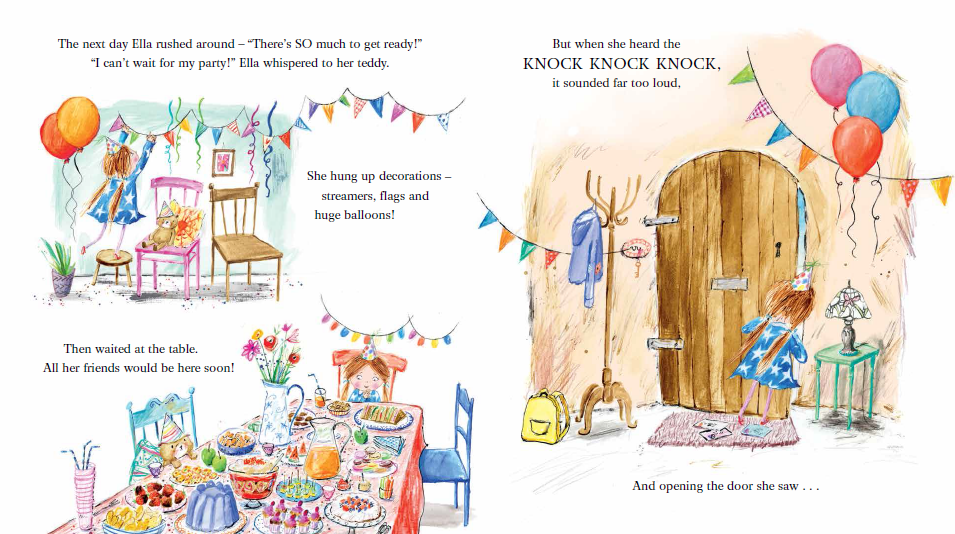 The next day Ella rushed around – “There’s SO much to get ready!”
“I can’t wait for my party!” Ella whispered to her teddy.
She hung up decorations –
streamers, flags and
huge balloons!
Then waited at the table.
All her friends would be here soon!
But when she heard the
KNOCK KNOCK KNOCK,
it sounded far too loud,
And opening the door she saw . . .